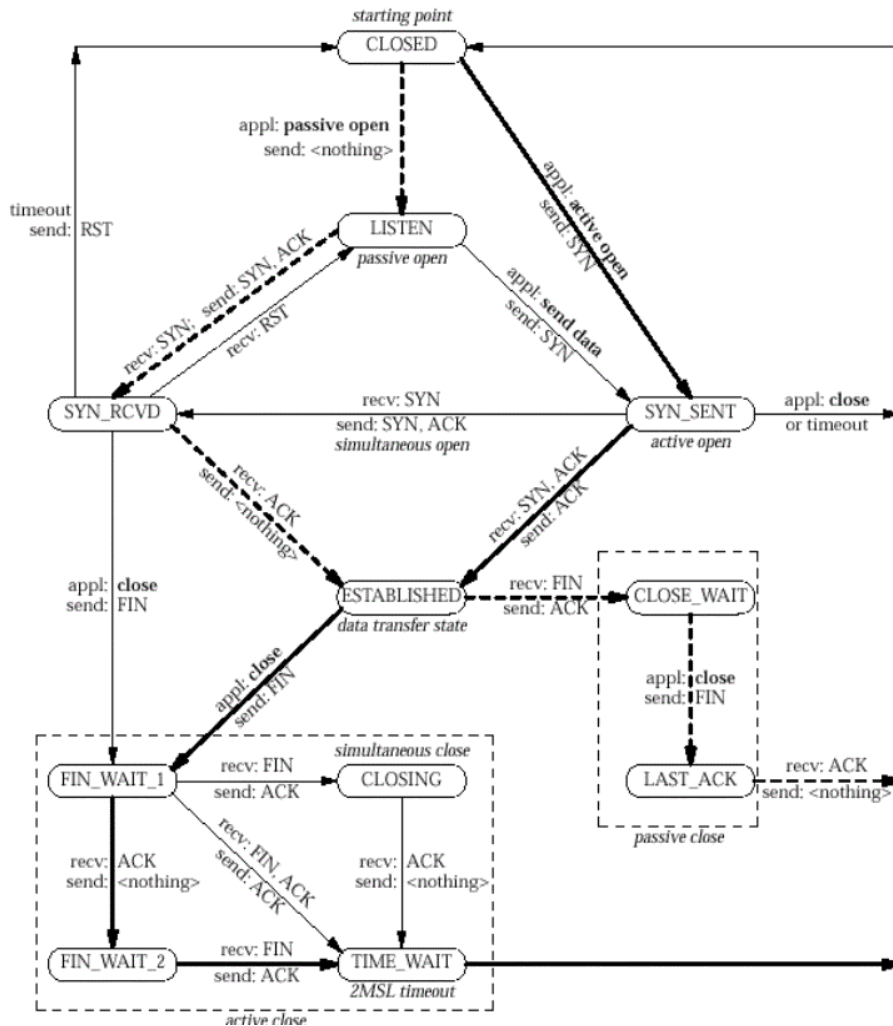 starting point
CLOSED
appl: passive open
send: <nothing>
appl: active open
send: SYN
timeout
send: RST
LISTEN
passive open
recv: SYN; send: SYN, ACK
recv: RST
appl: send data
send: SYN
SYN_RCVD
recv: SYN
send: SYN, ACK
simultaneous open
SYN_SENT
active open
appl: close
or timeout
recv: ACK
send: <nothing>
recv: SYN, ACK
send: ACK
appl: close
send: FIN
ESTABLISHED
data transfer state
recv: FIN
send: ACK
CLOSE_WAIT
appl: close
send: FIN
appl: close
send: FIN
simultaneous close
FIN_WAIT_1
recv: FIN
send: ACK
CLOSING
LAST_ACK
recv: ACK
send: <nothing>
passive close
recv: ACK
send: <nothing>
recv: FIN, ACK
send: ACK
recv: ACK
send: <nothing>
FIN_WAIT_2
recv: FIN
send: ACK
TIME_WAIT
2MSL timeout
active close